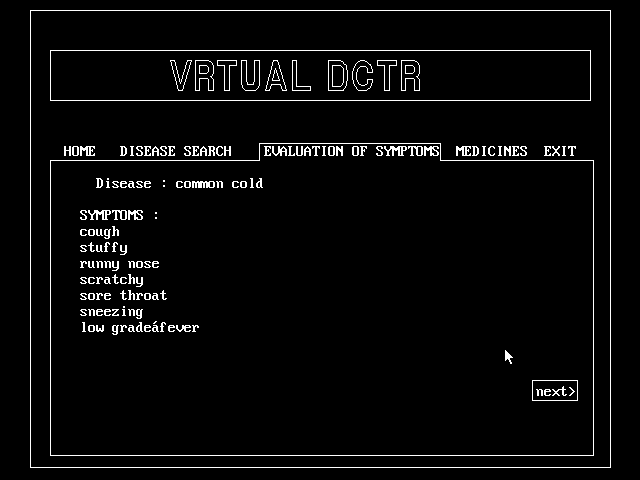 VRTUAL DCTR
HOME DISEASE SEARCH EVALUATION OF SYMPTOMS MEDICINES EXIT
Disease : common cold
SYMPTOMS :
cough
stuffy
runny nose
scratchy
sore throat
sneezing
low gradeáfever
next>